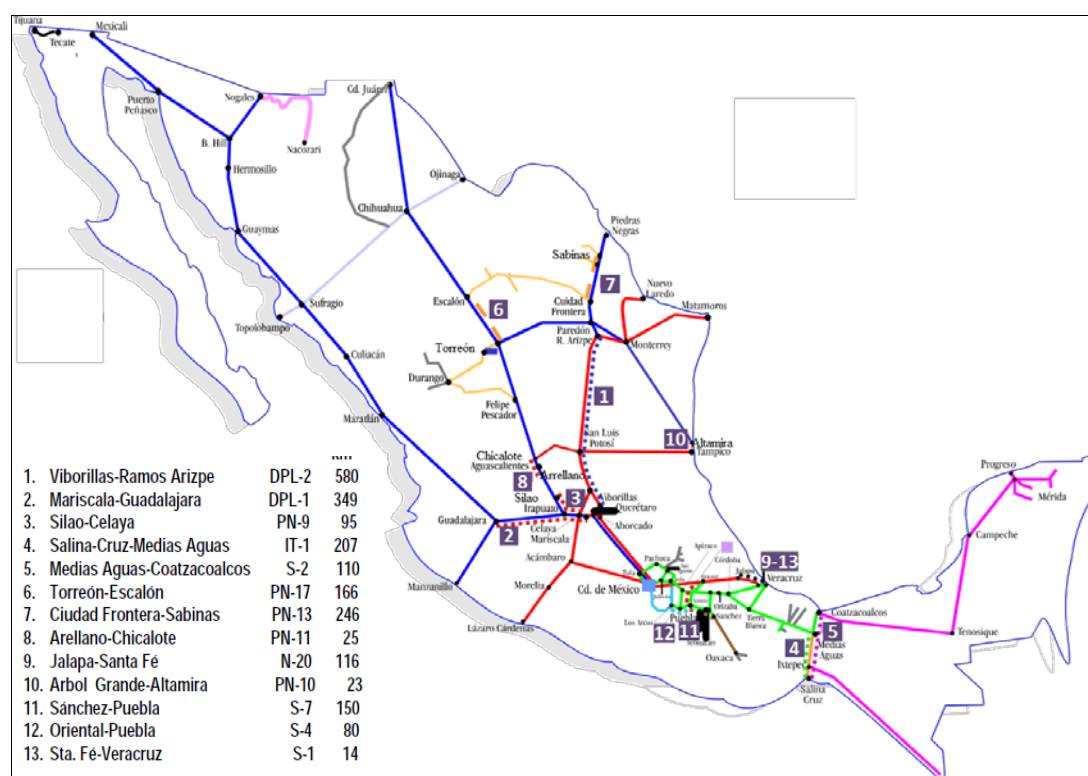 Tijuana
Tecate
Mexicali
Puerto
Peñasco
Nogales
Nacozari
B. Hill
Hermosillo
Guaymas
Cd. Juárez
Ojinaga
Chihuahua
Sufragio
Topolobampo
Culiacán
Mazatlán
Piedras
Negras
Sabinas
7
Cuidad
Frontera
Nuevo
Laredo
Matamoros
Escalón
6
Paredón
R. Arizpe
Monterrey
Torreón
Durango
Felipe
Pescador
1
San Luis
Potosí
10
Altamira
Tampico
Chicalote
Aguascalientes
8
Arrellano
Silao
Irapuato
3
Viborillas
Querétaro
Ahorcado
Guadalajara
2
Celaya
Mariscala
Acámbaro
Morelia
Manzanillo
Lázaro Cárdenas
Pachuca
Tula
Apizaco
Córdoba
Jalapa
9-13
Veracruz
Cd. de México
Los Arcos
12
Puebla
11
Tehuacan
Orizaba
Sánchez
Tierra
Blanca
Oaxaca
Coatzacoalcos
5
Medias
Aguas
4
Ixtepec
Salina
Cruz
Progreso
Mérida
Campeche
Tenosique
km
1. Viborillas-Ramos Arizpe DPL-2 580
2. Mariscala-Guadalajara DPL-1 349
3. Silao-Celaya PN-9 95
4. Salina-Cruz-Medias Aguas IT-1 207
5. Medias Aguas-Coatzacoalcos S-2 110
6. Torreón-Escalón PN-17 166
7. Ciudad Frontera-Sabinas PN-13 246
8. Arellano-Chicalote PN-11 25
9. Jalapa-Santa Fé N-20 116
10. Arbol Grande-Altamira PN-10 23
11. Sánchez-Puebla S-7 150
12. Oriental-Puebla S-4 80
13. Sta. Fé-Veracruz S-1 14